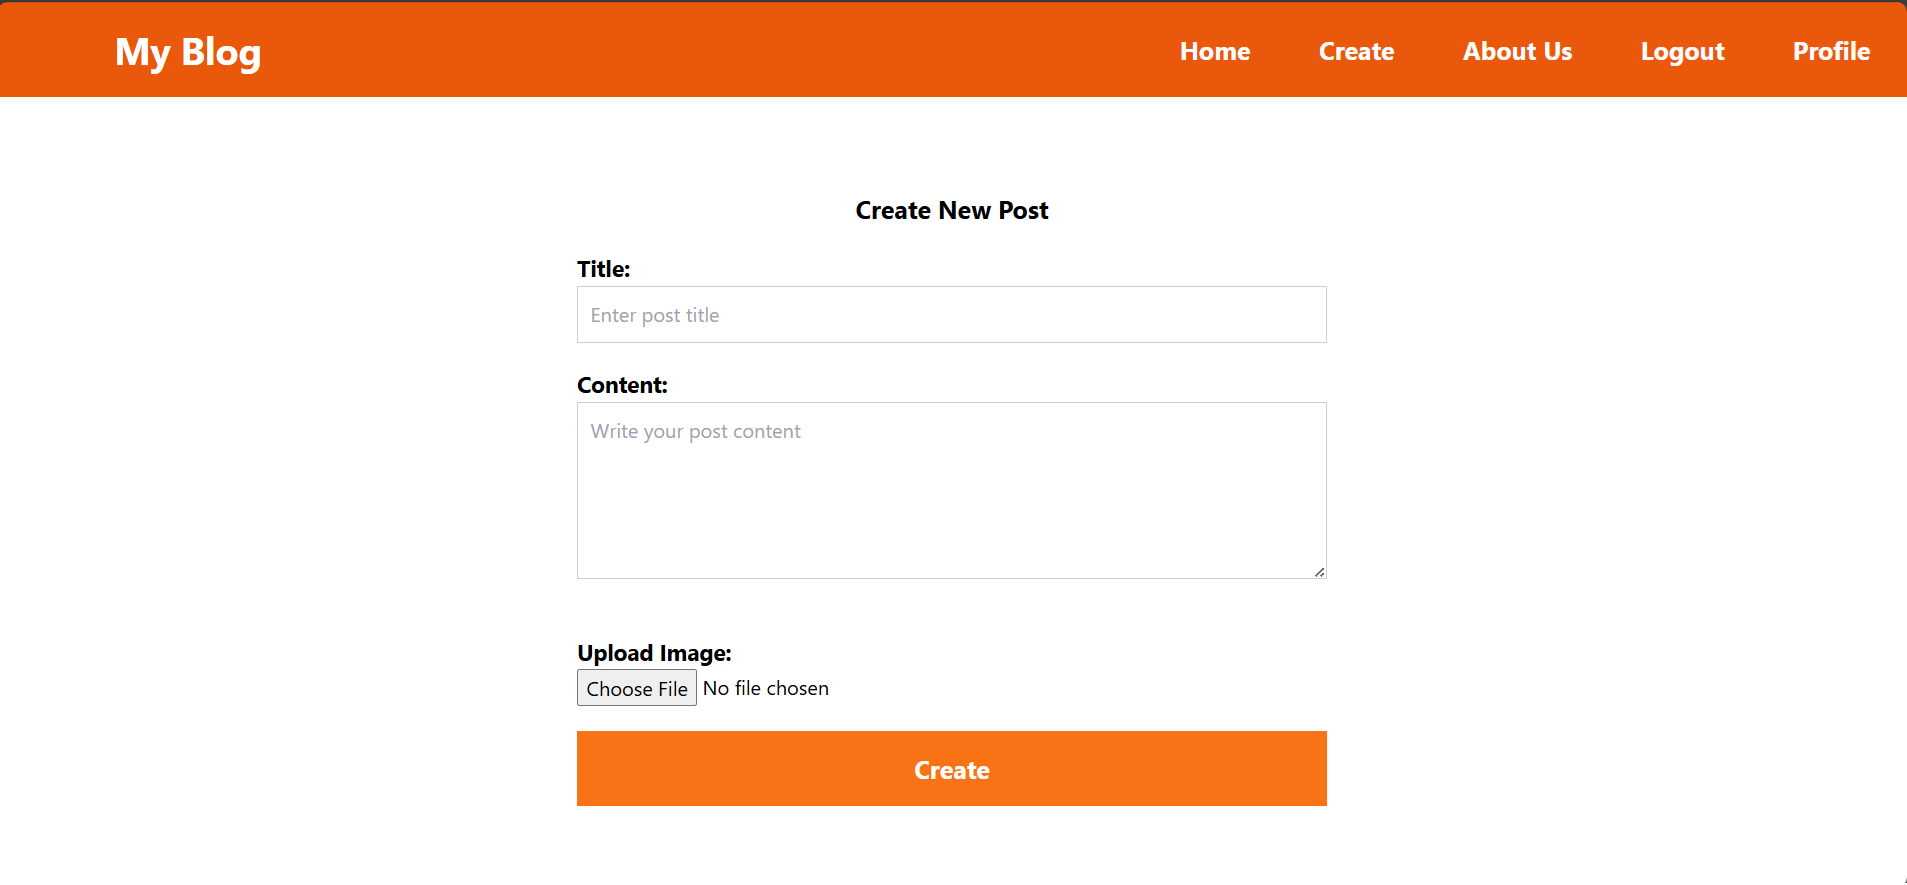 My Blog Home Create About Us Logout Profile
Create New Post
Title:
Enter post title
Content:
Write your post content
Upload Image:
Choose File No file chosen
Create